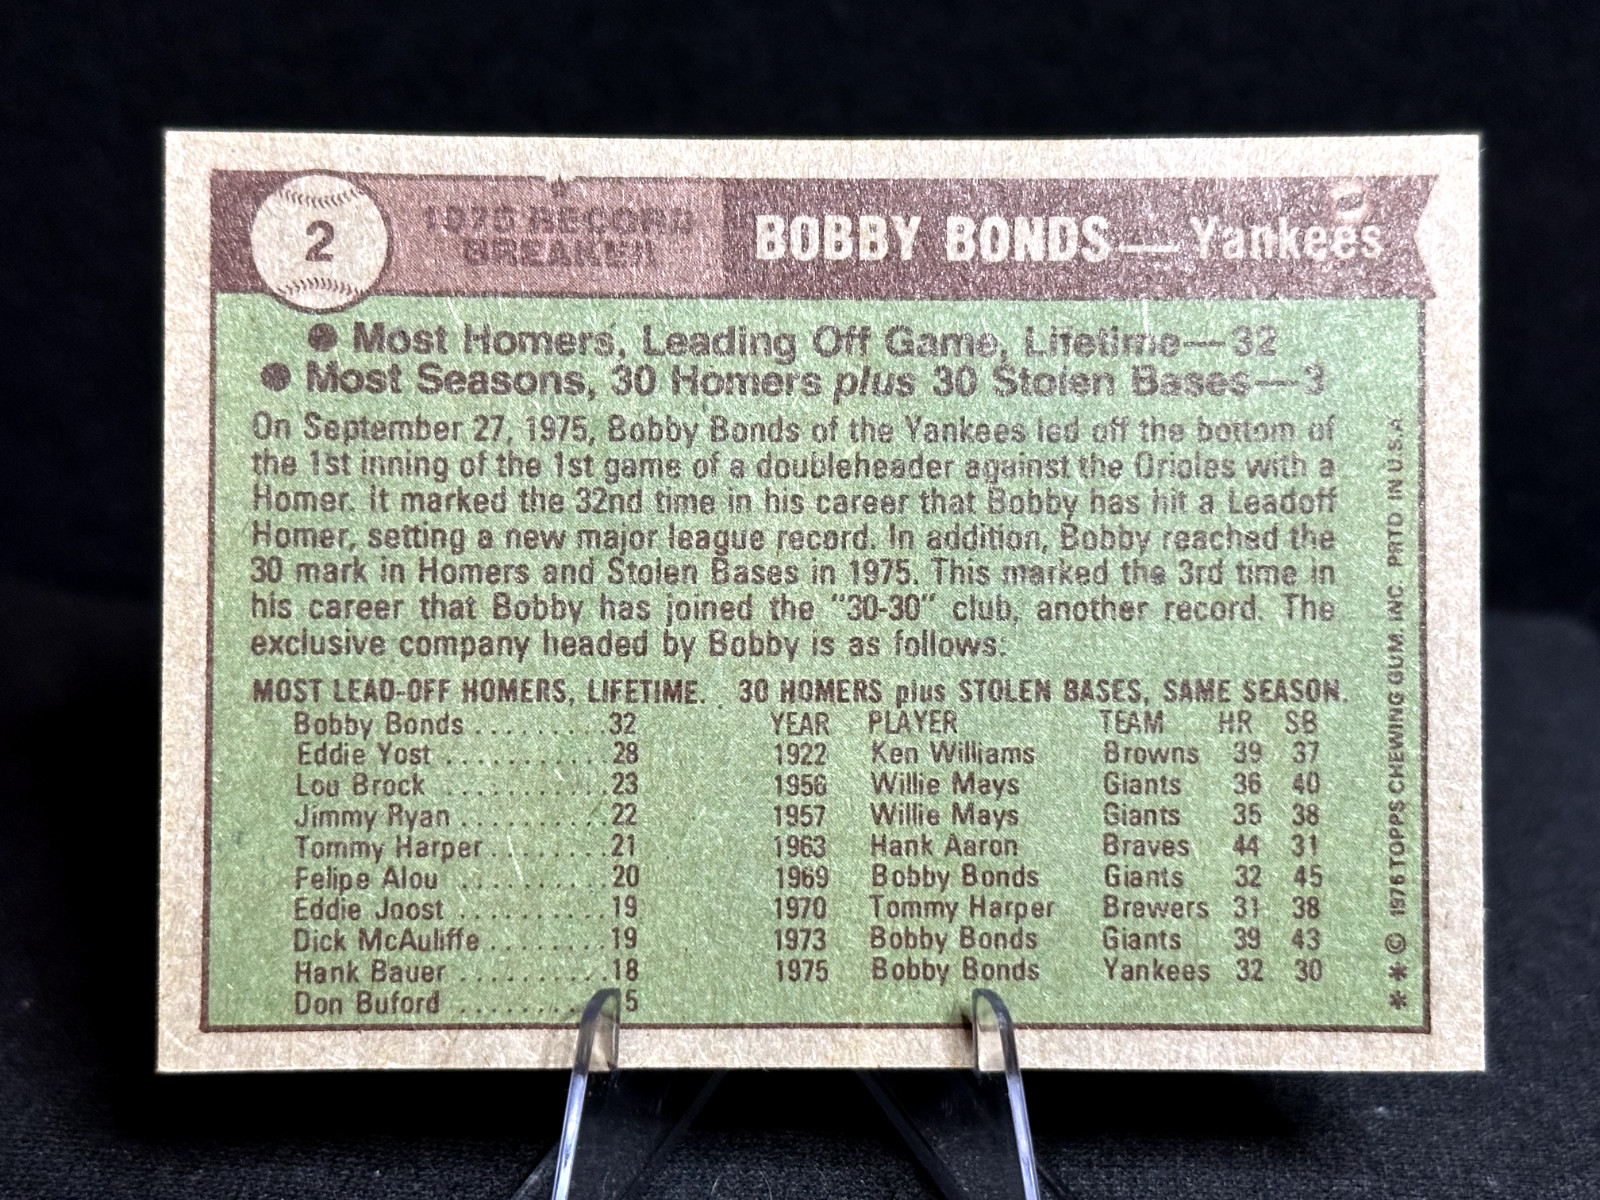 2
1975 RECORD
BREAKER
BOBBY BONDS — Yankees
● Most Homers, Leading Off Game, Lifetime—32
● Most Seasons, 30 Homers plus 30 Stolen Bases—3
On September 27, 1975, Bobby Bonds of the Yankees led off the bottom of
the 1st inning of the 1st game of a doubleheader against the Orioles with a
Homer. It marked the 32nd time in his career that Bobby has hit a Leadoff
Homer, setting a new major league record. In addition, Bobby reached the
30 mark in Homers and Stolen Bases in 1975. This marked the 3rd time in
his career that Bobby has joined the "30-30" club, another record. The
exclusive company headed by Bobby is as follows:
MOST LEAD-OFF HOMERS, LIFETIME.
Bobby Bonds.........32
Eddie Yost ...........28
Lou Brock ...........23
Jimmy Ryan..........22
Tommy Harper........21
Felipe Alou ..........20
Eddie Joost ..........19
Dick McAuliffe........19
Hank Bauer..........18
Don Buford ..........5
30 HOMERS plus STOLEN BASES, SAME SEASON.
YEAR PLAYER TEAM HR SB
1922 Ken Williams Browns 39 37
1956 Willie Mays Giants 36 40
1957 Willie Mays Giants 35 38
1963 Hank Aaron Braves 44 31
1969 Bobby Bonds Giants 32 45
1970 Tommy Harper Brewers 31 38
1973 Bobby Bonds Giants 39 43
1975 Bobby Bonds Yankees 32 30
** © 1976 TOPPS CHEWING GUM, INC. PRTD IN U.S.A.